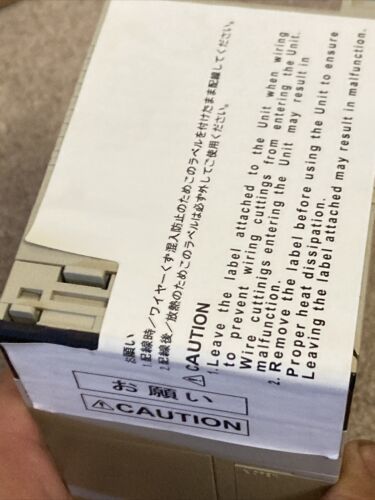 お願い
1.配線時/ワイヤーくず混入防止のためこのラベルを付けたまま配線してください。
2.配線後/放熱のためこのラベルは必ず外してご使用ください。
⚠CAUTION
1. Leave the label attached to the Unit when wiring
to prevent wiring cuttings from entering the Unit.
Wire cuttinigs entering the Unit may result in
malfunction.
2. Remove the label before using the Unit to ensure
Proper heat dissipation.
Leaving the label attached may result in malfunction.
お願い
⚠CAUTION